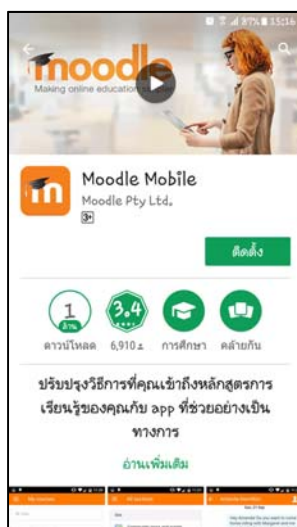 87% 15:16
moodle
Making online education
Moodle Mobile
Moodle Pty Ltd.
3+
ติดตั้ง
1
ล้าน
3.4
ดาวน์โหลด
6,910
การศึกษา
คล้ายกัน
ปรับปรุงวิธีการที่คุณเข้าถึงหลักสูตรการ
เรียนรู้ของคุณกับ app ที่ช่วยอย่างเป็น
ทางการ
อ่านเพิ่มเติม
My courses